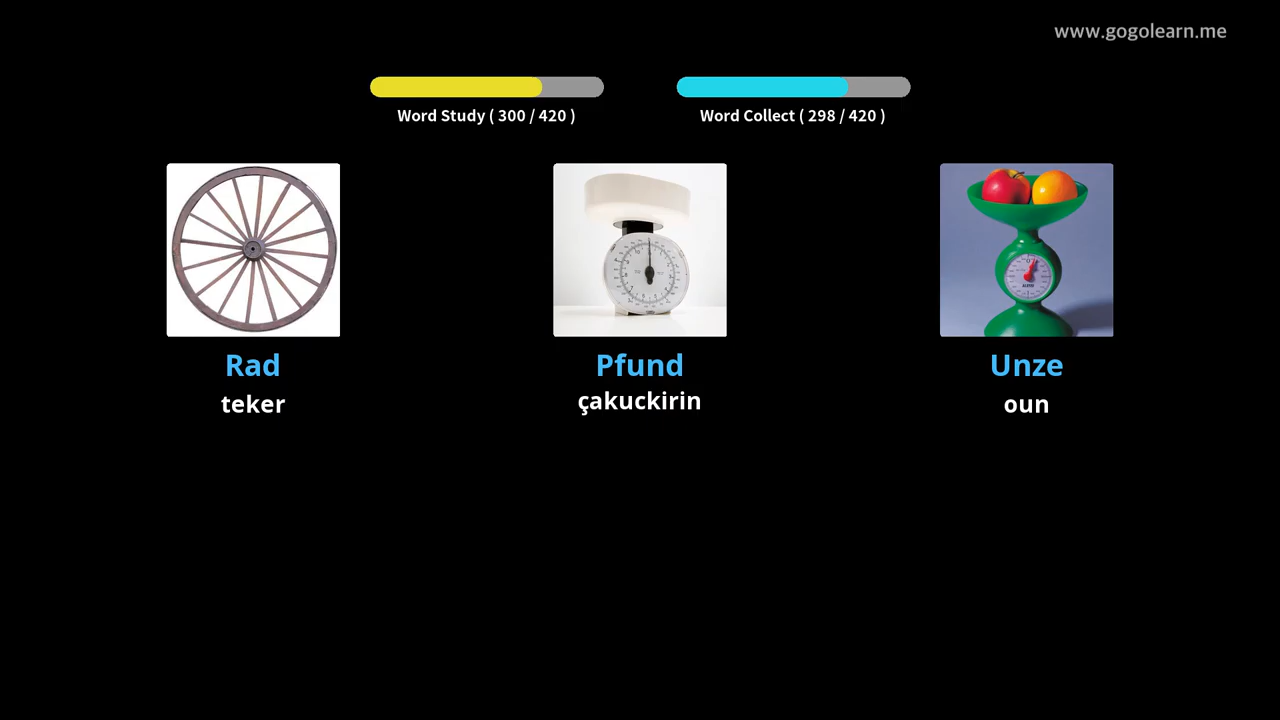 www.gogolearn.me
Word Study ( 300 / 420 )
Word Collect ( 298 / 420 )
Rad
Pfund
Unze
teker
çakuckirin
oun